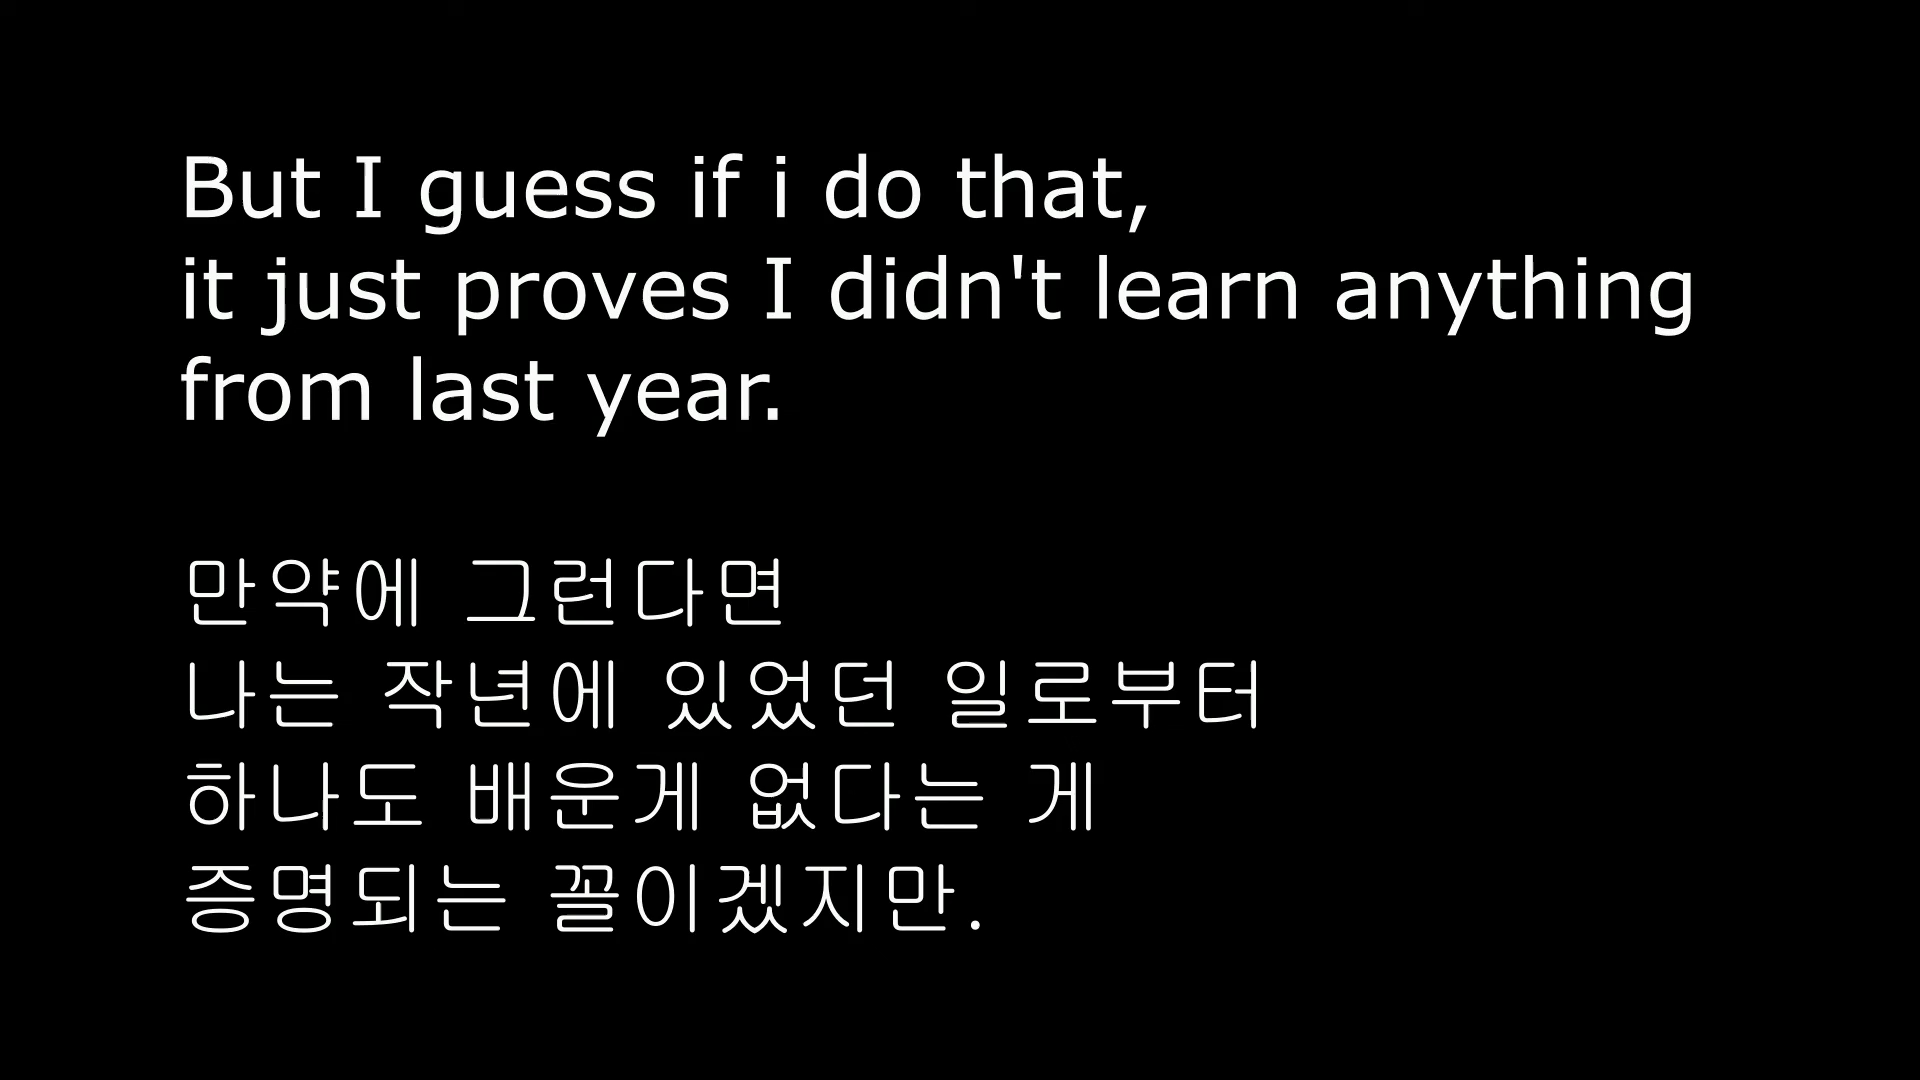 But I guess if i do that,
it just proves I didn't learn anything
from last year.
만약에 그런다면
나는 작년에 있었던 일로부터
하나도 배운게 없다는 게
증명되는 꼴이겠지만.